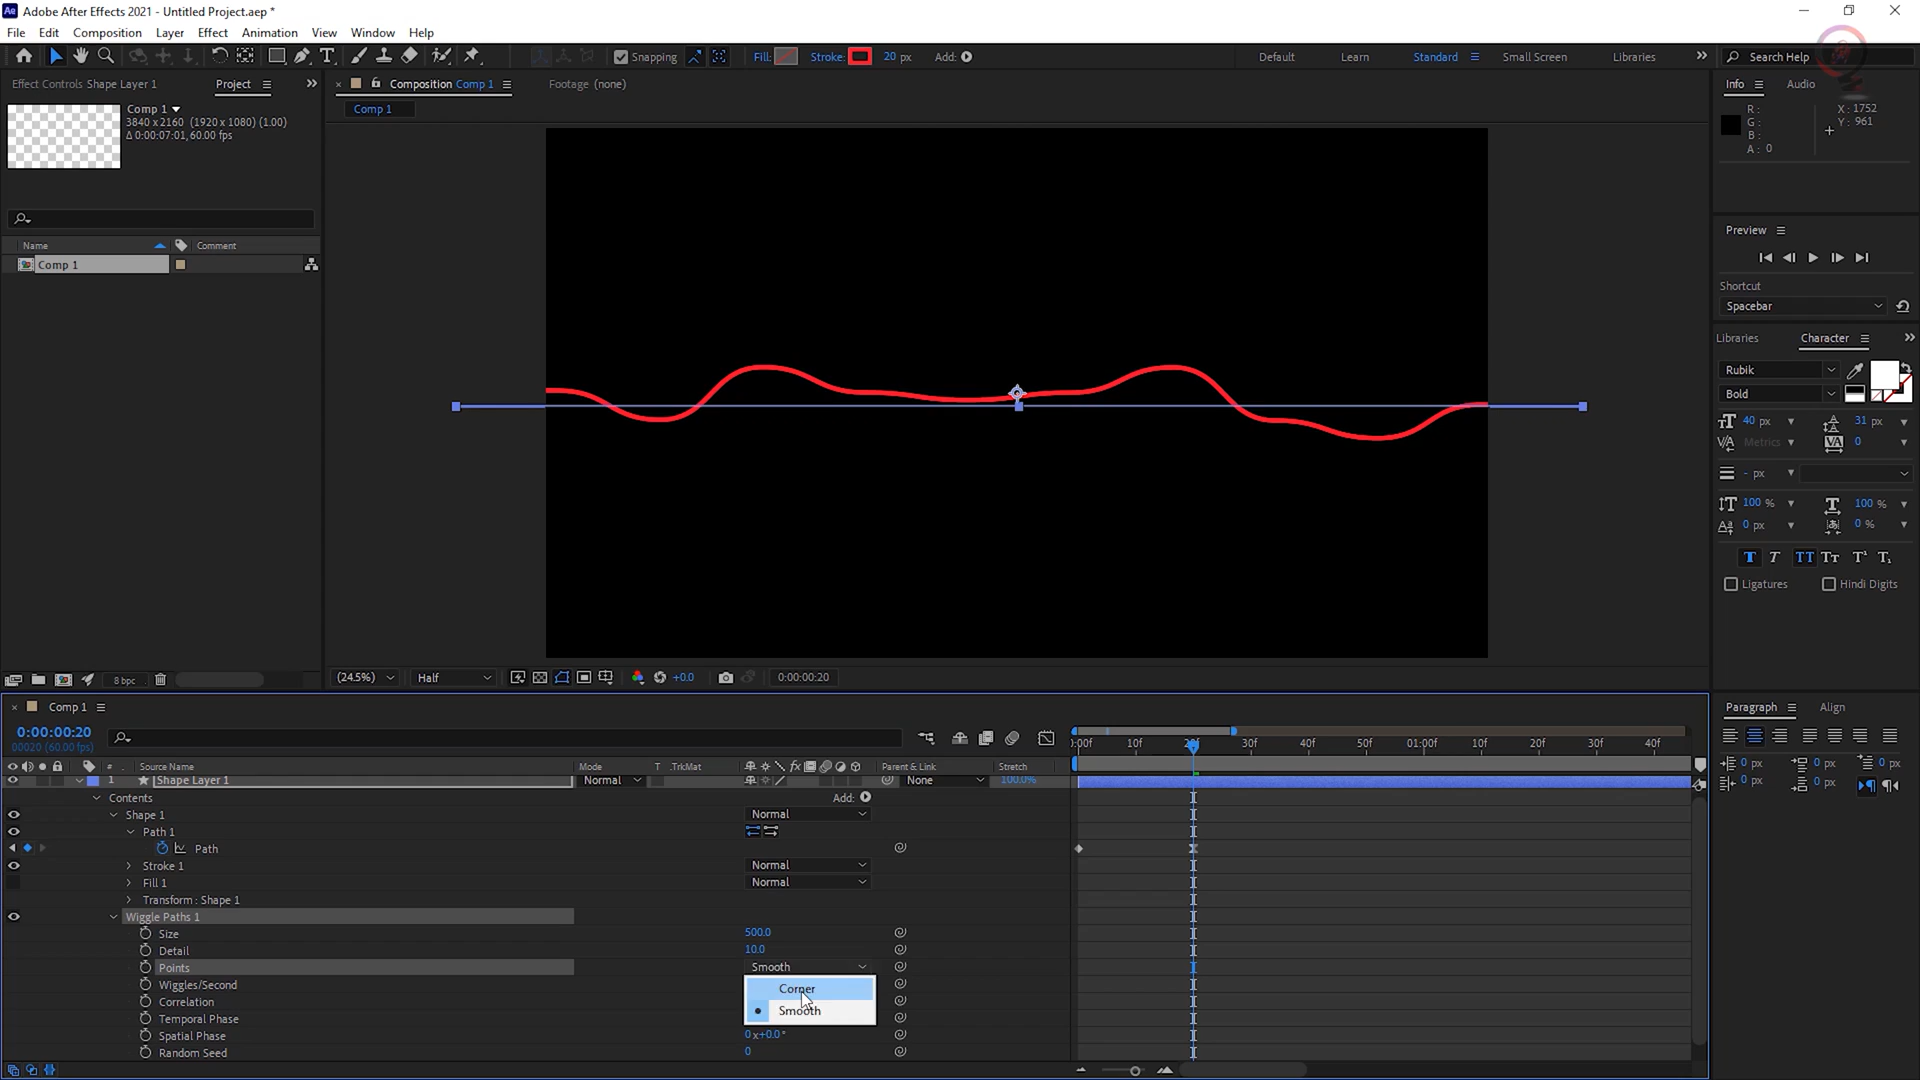 Adobe After Effects 2021 - Untitled Project.aep *
File Edit Composition Layer Effect Animation View Window Help
Snapping Fill: Stroke: 20 px Add: Default Learn Standard Small Screen Libraries Search Help
Effect Controls Shape Layer 1 Project
Composition Comp 1 Footage (none)
Info Audio
Comp 1
3840 x 2160 (1920 x 1080) (1.00)
Δ 0:00:07:01, 60.00 fps
Comp 1
R :
G :
B :
A : 0
X : 1752
Y : 961
Name Comment
Comp 1
Preview
Shortcut
Spacebar
Libraries Character
Rubik
Bold
40 px 31 px
Metrics 0
- px
100 % 100 %
0 px 0 %
T T TT Tт T¹ T₁
Ligatures Hindi Digits
8 bpc
(24.5%) Half +0.0 0:00:00:20
Comp 1
Paragraph Align
0:00:00:20
00020 (60.00 fps)
):00f 10f 20f 30f 40f 50f 01:00f 10f 20f 30f 40f
# Source Name Mode T .TrkMat Parent & Link Stretch
1 Shape Layer 1 Normal None 100.0%
0 px 0 px 0 px
0 px 0 px
Contents Add:
Shape 1 Normal
Path 1
Path
Stroke 1 Normal
Fill 1 Normal
Transform : Shape 1
Wiggle Paths 1
Size 500.0
Detail 10.0
Points Smooth
Wiggles/Second Corner
Correlation
Temporal Phase Smooth
Spatial Phase 0 x+0.0°
Random Seed 0